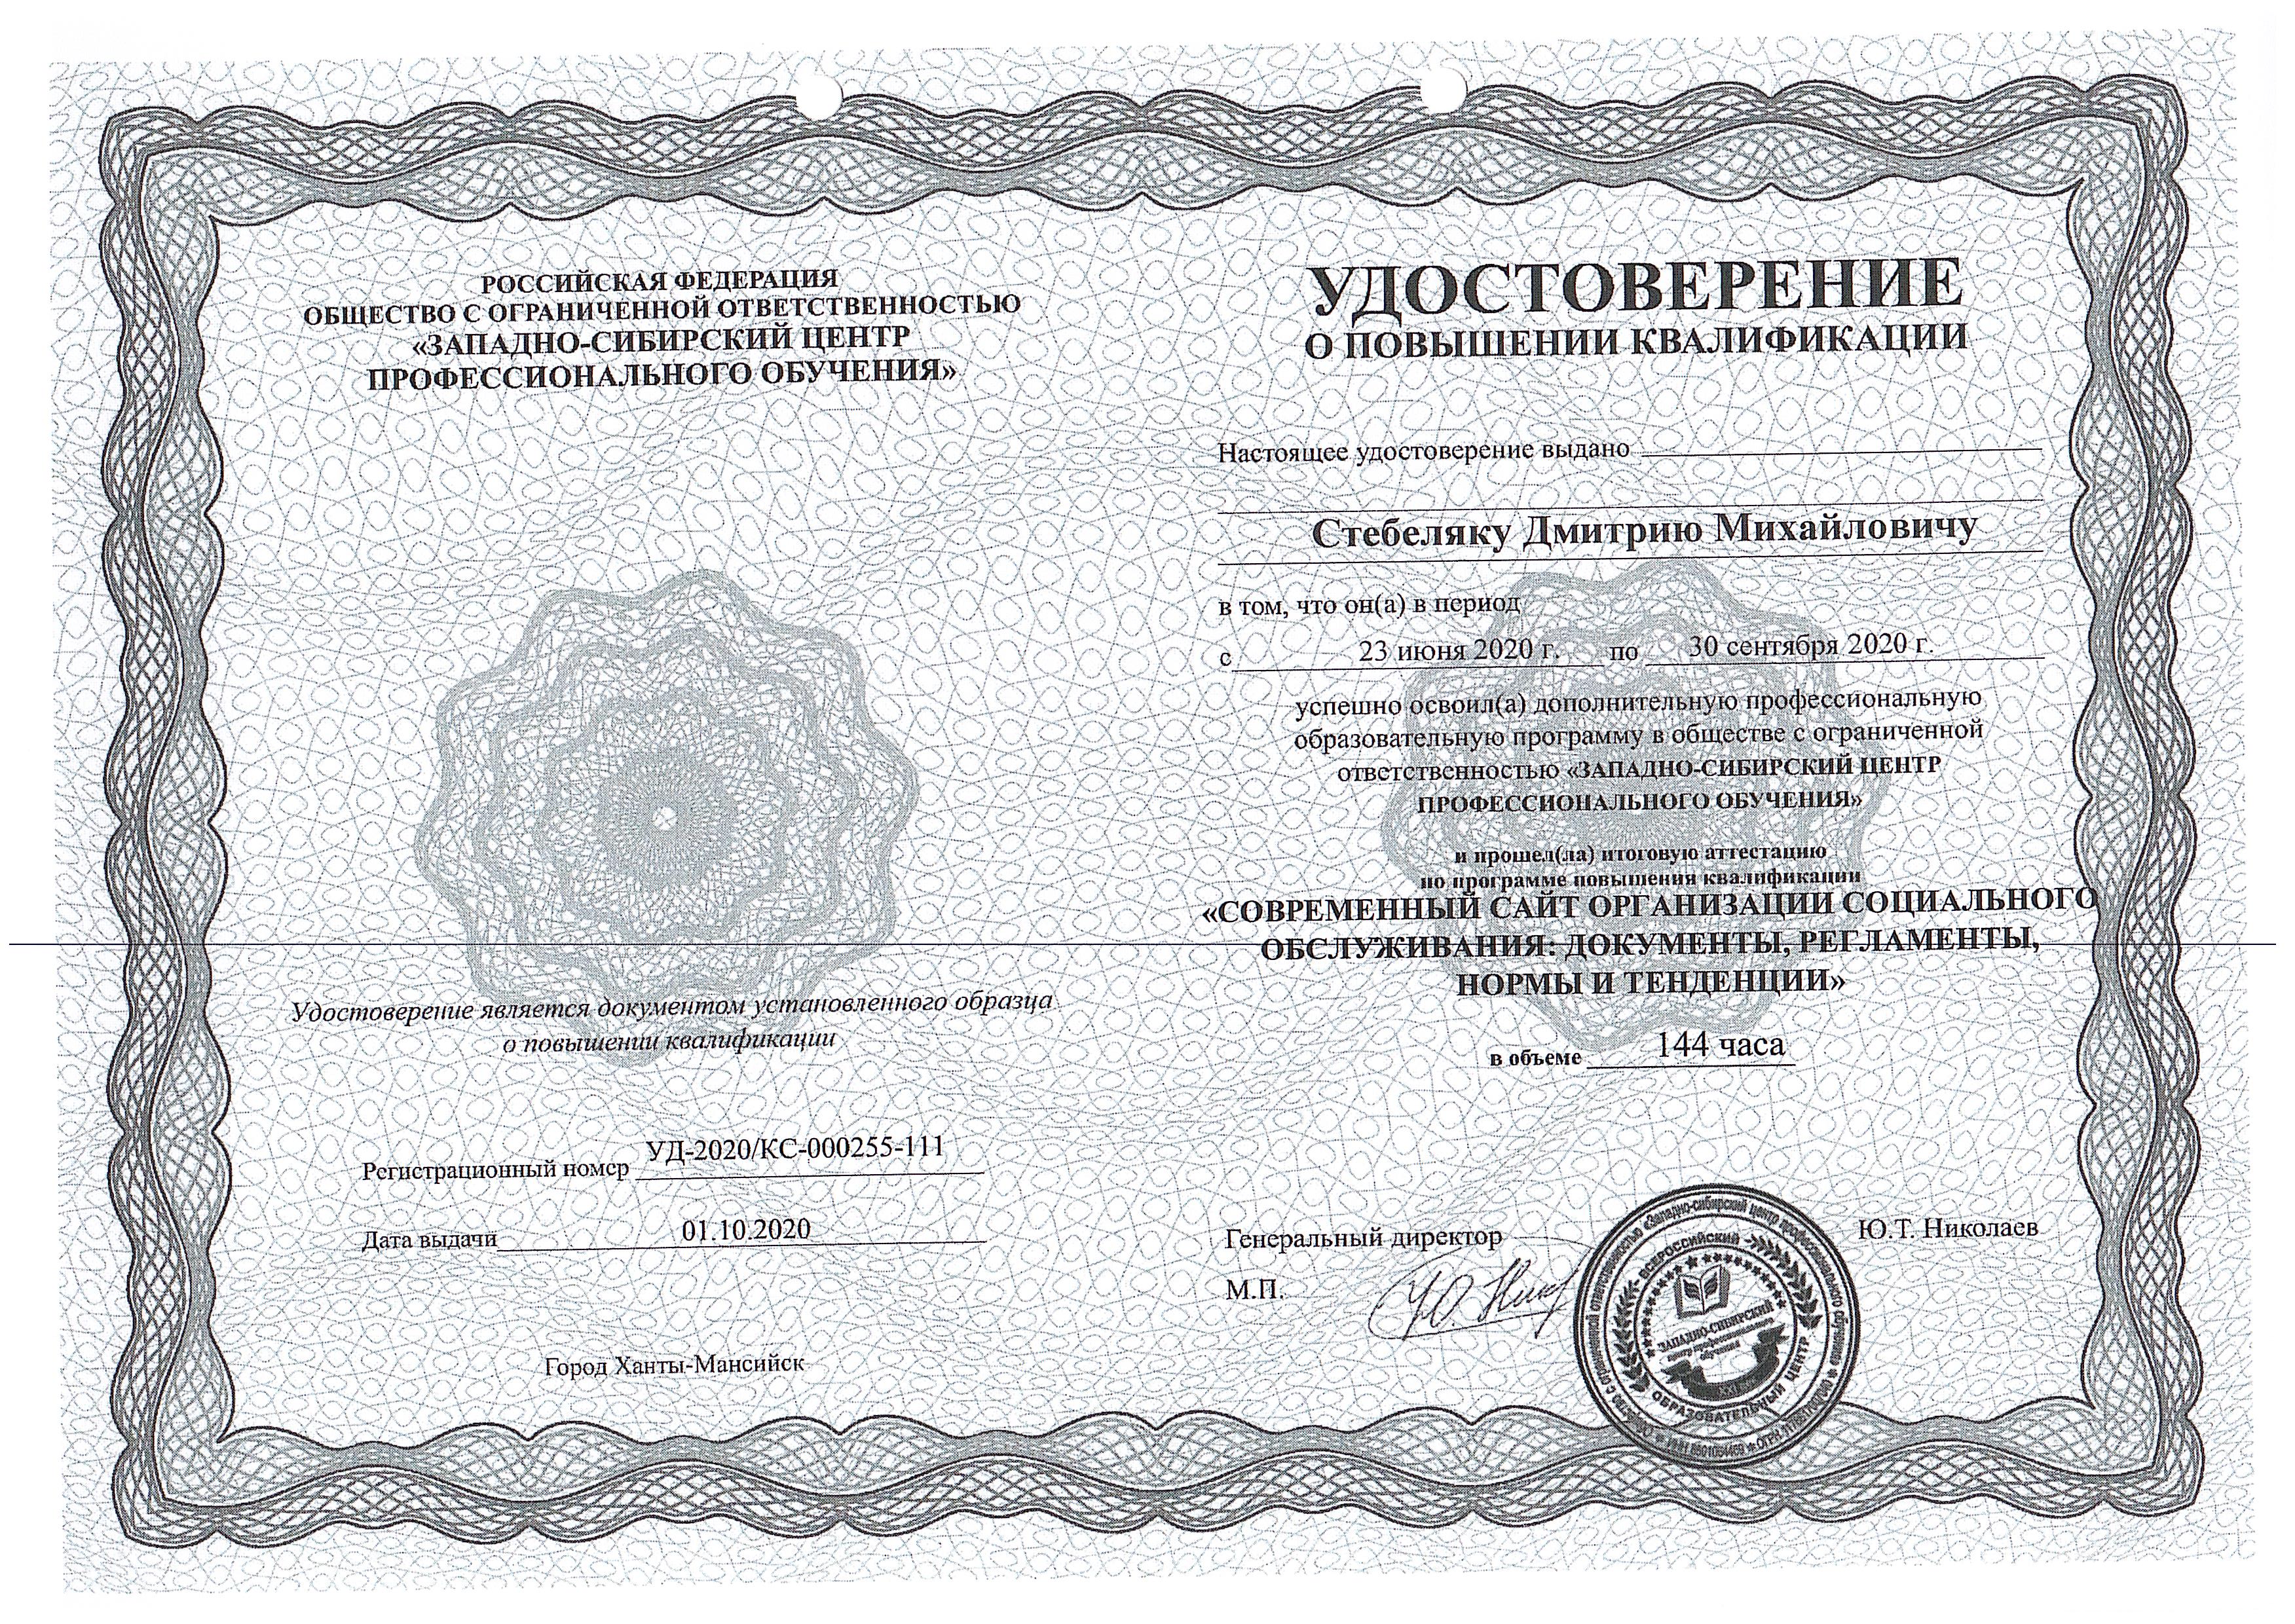 РОССИЙСКАЯ ФЕДЕРАЦИЯ
ОБЩЕСТВО С ОГРАНИЧЕННОЙ ОТВЕТСТВЕННОСТЬЮ
«ЗАПАДНО-СИБИРСКИЙ ЦЕНТР
ПРОФЕССИОНАЛЬНОГО ОБУЧЕНИЯ»
Удостоверение является документом установленного образца
о повышении квалификации
Регистрационный номер УД-2020/КС-000255-111
Дата выдачи 01.10.2020
Город Ханты-Мансийск
УДОСТОВЕРЕНИЕ
О ПОВЫШЕНИИ КВАЛИФИКАЦИИ
Настоящее удостоверение выдано
Стебеляку Дмитрию Михайловичу
в том, что он(а) в период
с 23 июня 2020 г. по 30 сентября 2020 г.
успешно освоил(а) дополнительную профессиональную
образовательную программу в обществе с ограниченной
ответственностью «ЗАПАДНО-СИБИРСКИЙ ЦЕНТР
ПРОФЕССИОНАЛЬНОГО ОБУЧЕНИЯ»
и прошел(ла) итоговую аттестацию
по программе повышения квалификации
«СОВРЕМЕННЫЙ САЙТ ОРГАНИЗАЦИИ СОЦИАЛЬНОГО
ОБСЛУЖИВАНИЯ: ДОКУМЕНТЫ, РЕГЛАМЕНТЫ,
НОРМЫ И ТЕНДЕНЦИИ»
в объеме 144 часа
Генеральный директор Ю.Т. Николаев
М.П.
ВСЕРОССИЙСКИЙ
ЗАПАДНО-СИБИРСКИЙ
центр профессионального
обучения
ОБРАЗОВАТЕЛЬНЫЙ ЦЕНТР
ответственностью «Западно-сибирский центр профессионального обучения»